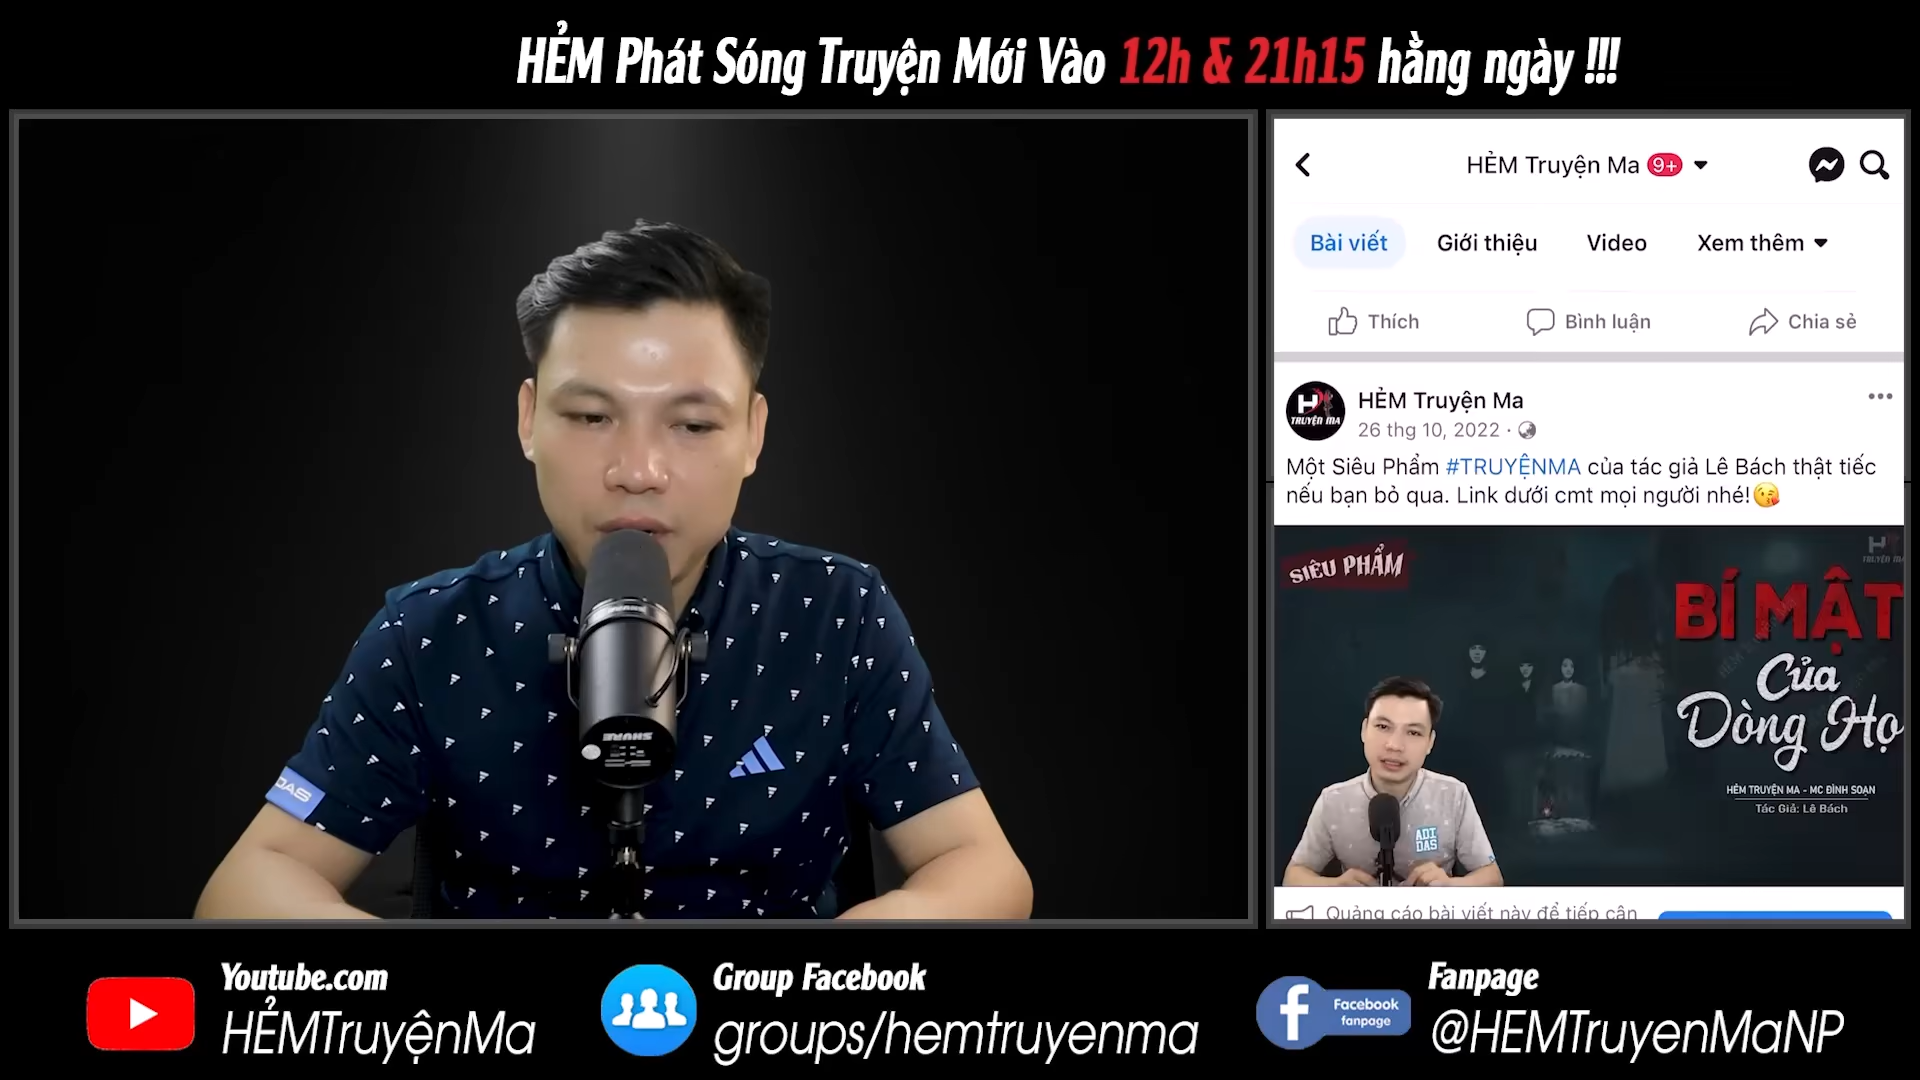 HẺM Phát Sóng Truyện Mới Vào 12h & 21h15 hằng ngày !!!
SHURE
DAS
HẺM Truyện Ma 9+
Bài viết Giới thiệu Video Xem thêm
Thích Bình luận Chia sẻ
HẺM Truyện Ma
26 thg 10, 2022
Một Siêu Phẩm #TRUYỆNMA của tác giả Lê Bách thật tiếc
nếu bạn bỏ qua. Link dưới cmt mọi người nhé!😘
SIÊU PHẨM
BÍ MẬT
Của
Dòng Họ
HẺM TRUYỆN MA - MC ĐÌNH SOẠN
Tác Giả: Lê Bách
ADI
DAS
Quảng cáo bài viết này để tiếp cận
Youtube.com
HẺMTruyệnMa
Group Facebook
groups/hemtruyenma
Facebook
fanpage
Fanpage
@HEMTruyenMaNP